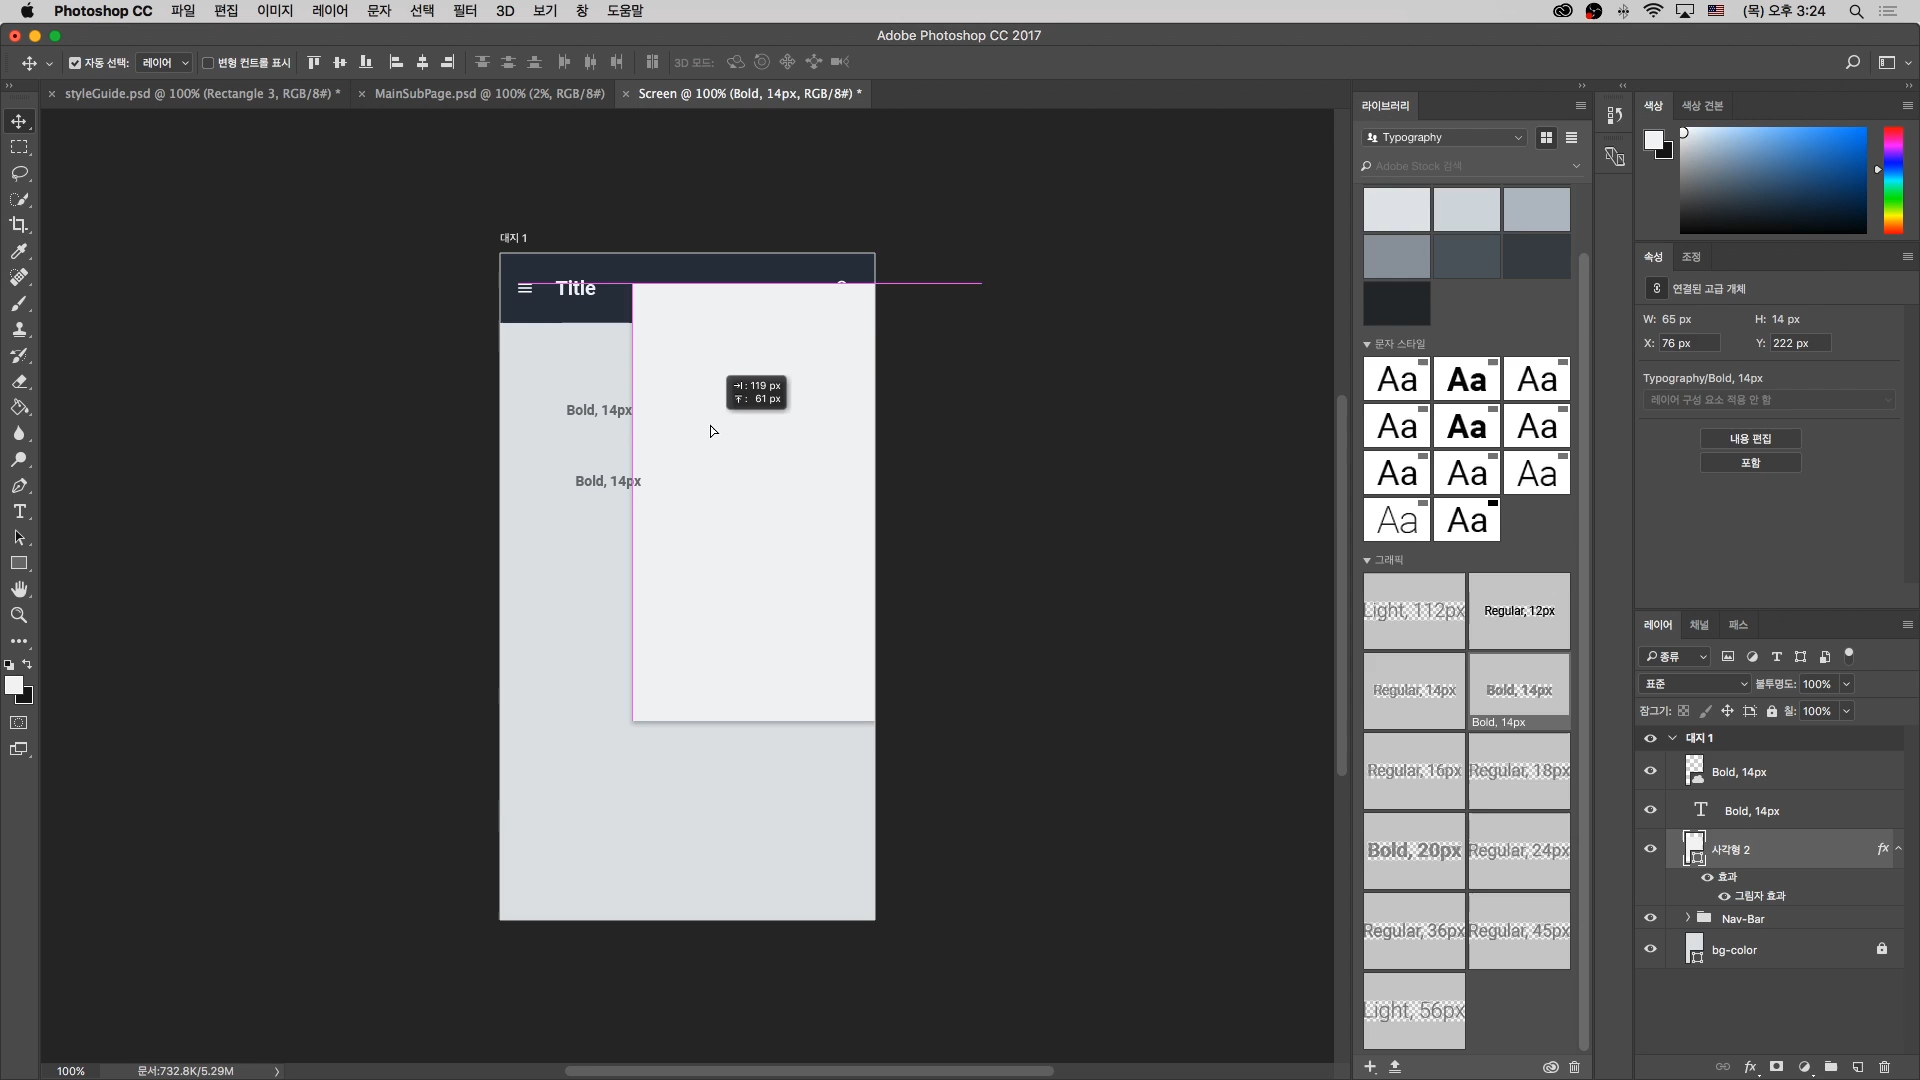 Photoshop CC 파일 편집 이미지 레이어 문자 선택 필터 3D 보기 창 도움말 (목) 오후 3:24
Adobe Photoshop CC 2017
자동 선택: 레이어 변형 컨트롤 표시 3D 모드:
styleGuide.psd @ 100% (Rectangle 3, RGB/8#) *
MainSubPage.psd @ 100% (2%, RGB/8#)
Screen @ 100% (Bold, 14px, RGB/8#) *
대지 1
Title
→I : 119 px
61 px
Bold, 14px
Bold, 14px
100%
문서:732.8K/5.29M
라이브러리
Typography
Adobe Stock 검색
문자 스타일
Aa Aa Aa
Aa Aa Aa
Aa Aa Aa
Aa Aa
그래픽
Light, 112px Regular, 12px
Regular, 14px Bold, 14px
Bold, 14px
Regular, 16px Regular, 18px
Bold, 20px Regular, 24px
Regular, 36px Regular, 45px
Light, 56px
색상 색상 견본
속성 조정
연결된 고급 개체
W: 65 px H: 14 px
X: 76 px Y: 222 px
Typography/Bold, 14px
레이어 구성 요소 적용 안 함
내용 편집
포함
레이어 채널 패스
종류
표준 불투명도: 100%
잠그기: 칠: 100%
대지 1
Bold, 14px
T Bold, 14px
사각형 2 fx
효과
그림자 효과
Nav-Bar
bg-color
fx